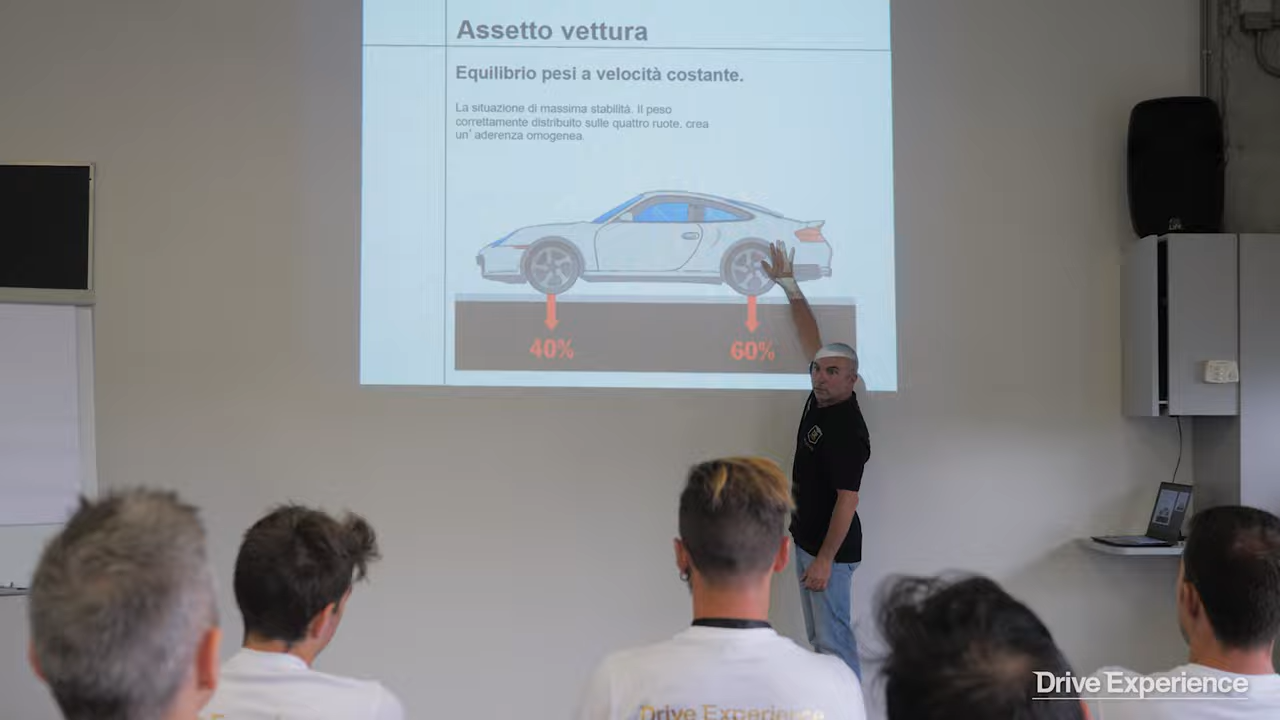 Assetto vettura
Equilibrio pesi a velocità costante.
La situazione di massima stabilità. Il peso
correttamente distribuito sulle quattro ruote, crea
un' aderenza omogenea.
40%
60%
Drive Experience
Drive Experience